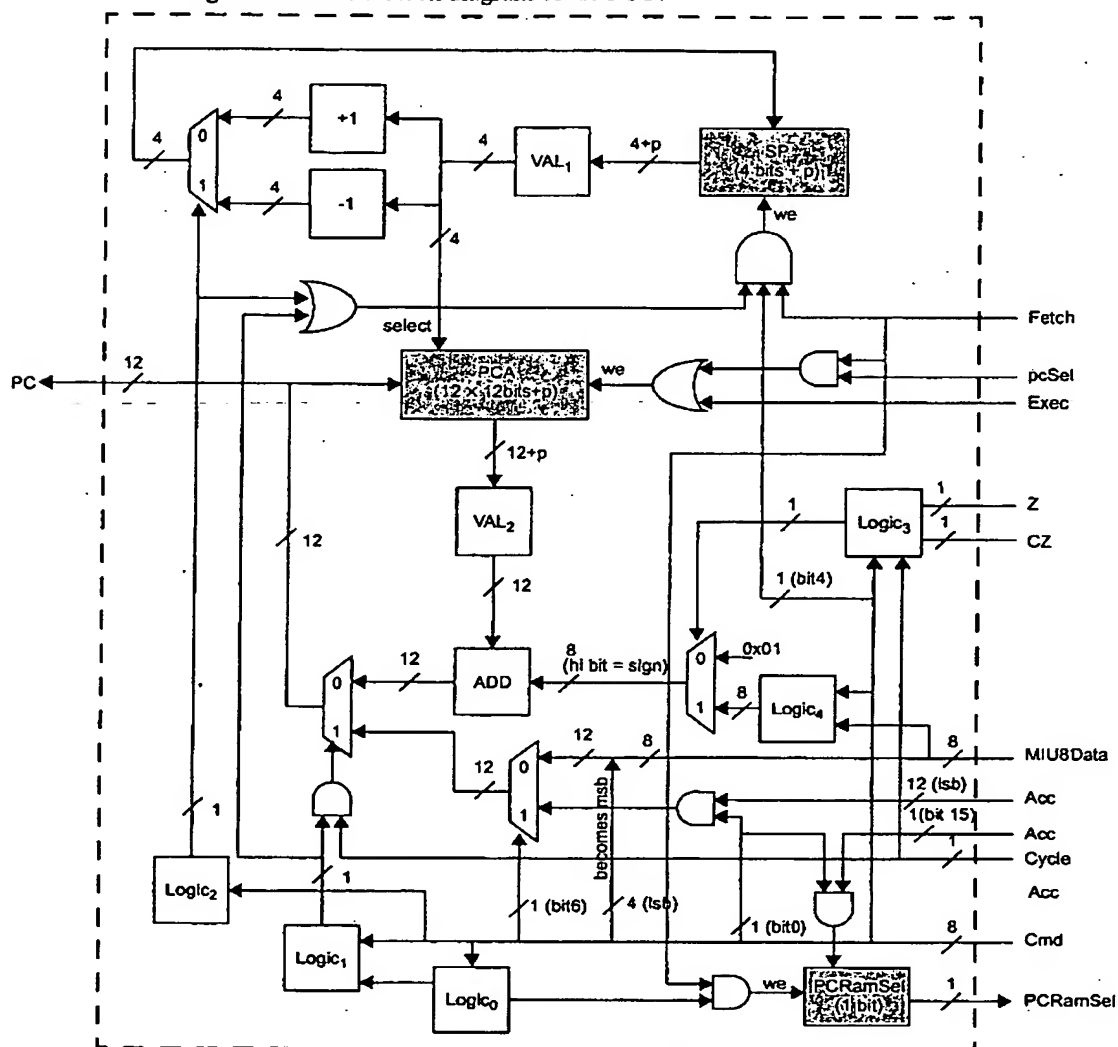 +1
4
0
4
1
-1
4
4
VAL1
4+p
SP
(4 bits + p)
we
4
select
Fetch
PC
12
PCA
(12 × 12bits+p)
we
pcSel
Exec
12+p
VAL2
12
12
1
Logic3
1
Z
1
CZ
1 (bit4)
0x01
0
1
8
(hi bit = sign)
ADD
12
0
1
8
Logic4
12
0
1
12
8
becomes msb
8
MIU8Data
12 (lsb)
Acc
1(bit 15)
Acc
1
Cycle
Acc
1
1
1 (bit6)
4 (lsb)
1 (bit0)
Logic2
8
Cmd
Logic1
Logic0
we
PCRamSel
(1 bit)
1
PCRamSel